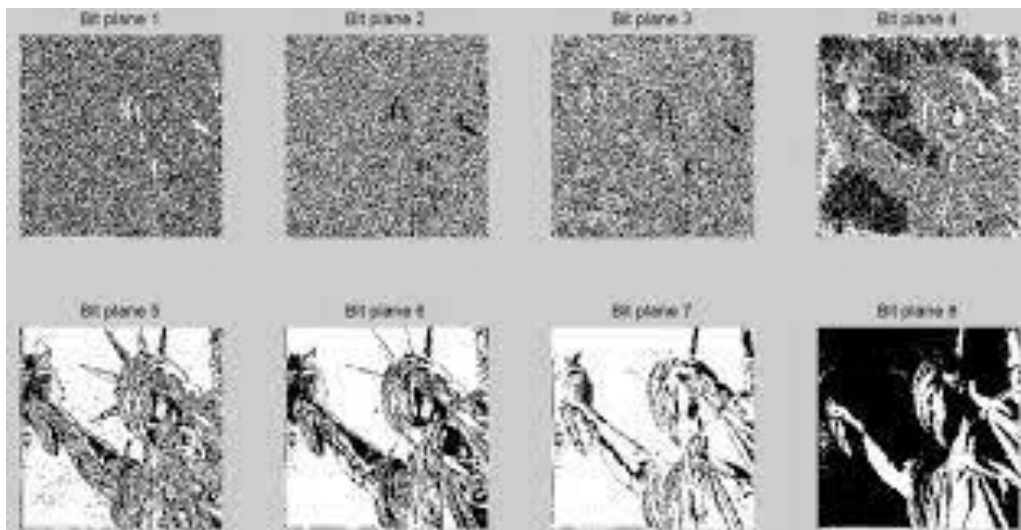 Bit plane 1
Bit plane 2
Bit plane 3
Bit plane 4
Bit plane 5
Bit plane 6
Bit plane 7
Bit plane 8